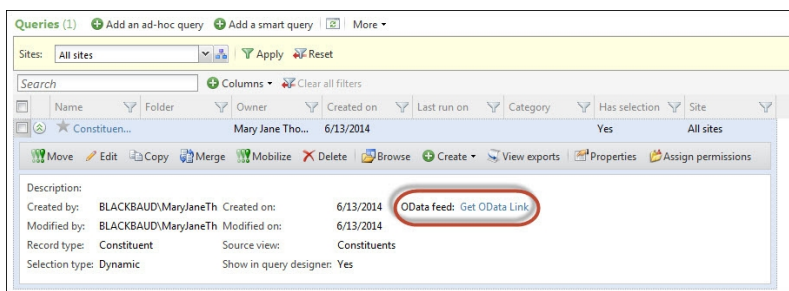 Queries (1) Add an ad-hoc query Add a smart query More
Sites: All sites Apply Reset
Search Columns Clear all filters
Name Folder Owner Created on Last run on Category Has selection Site
Constituen... Mary Jane Tho... 6/13/2014 Yes All sites
Move Edit Copy Merge Mobilize Delete Browse Create View exports Properties Assign permissions
Description:
Created by: BLACKBAUD\MaryJaneTh Created on: 6/13/2014 OData feed: Get OData Link
Modified by: BLACKBAUD\MaryJaneTh Modified on: 6/13/2014
Record type: Constituent Source view: Constituents
Selection type: Dynamic Show in query designer: Yes